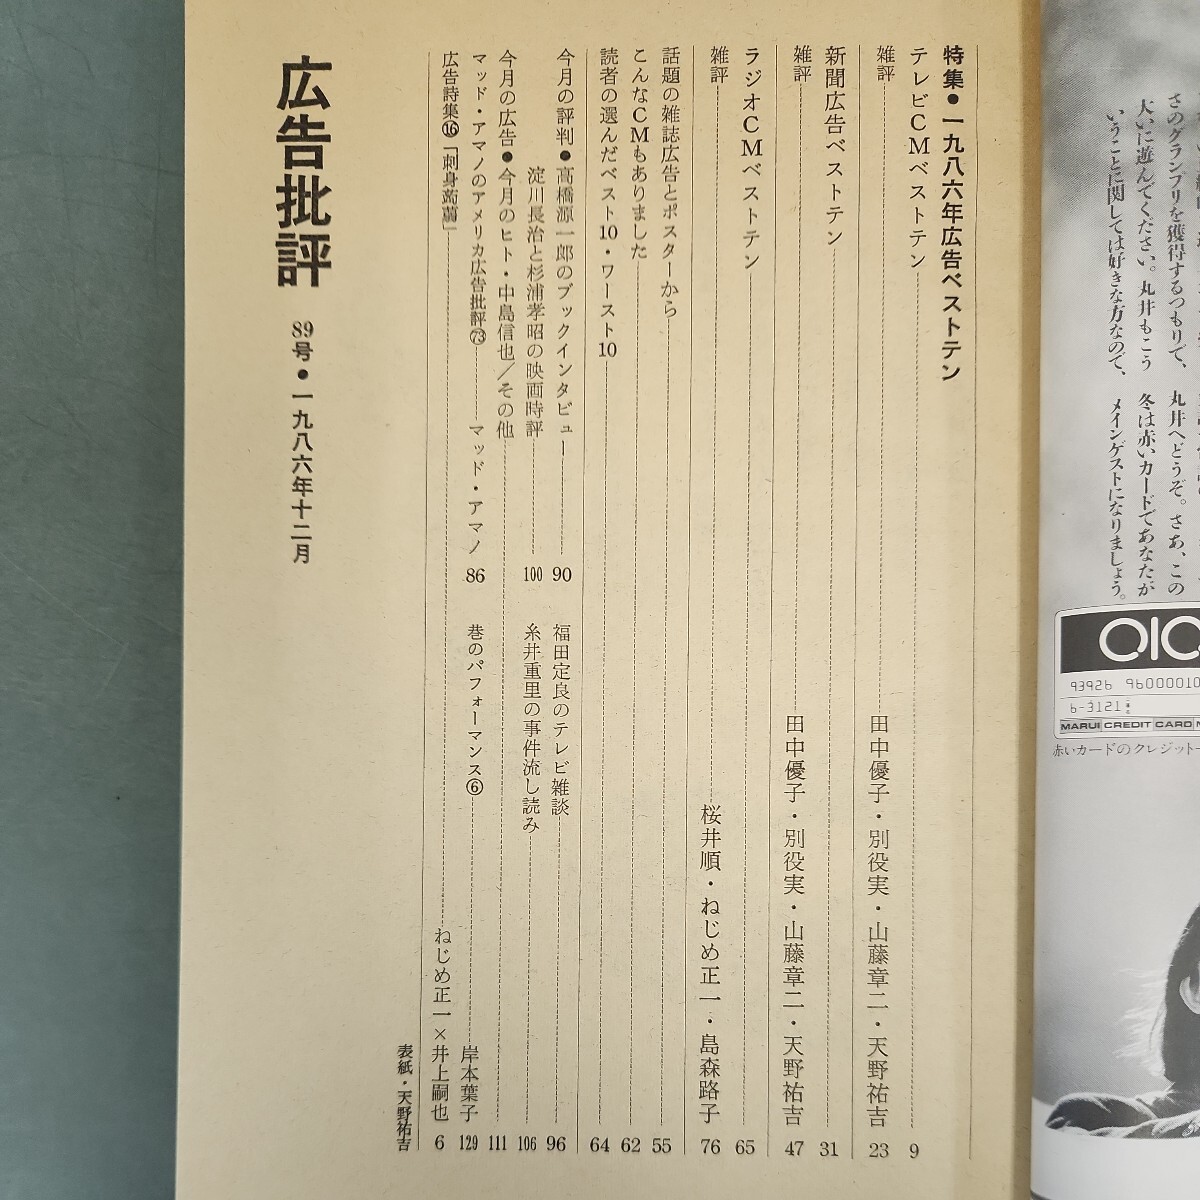 さのグランプリを獲得するつもりで、丸井へどうぞ。さあ、この
大いに遊んでください。丸井もこう 冬は赤いカードであなたが
いうことに関しては好きな方なので、メインゲストになりましょう。
OIO
93926 9600001
6-3121
MARUI CREDIT CARD
赤いカードのクレジット
特集●一九八六年広告ベストテン
テレビCMベストテン 9
雑評 田中優子・別役実・山藤章二・天野祐吉 23
新聞広告ベストテン 31
雑評 田中優子・別役実・山藤章二・天野祐吉 47
ラジオCMベストテン 65
雑評 桜井順・ねじめ正一・島森路子 76
話題の雑誌広告とポスターから 55
こんなCMもありました 62
読者の選んだベスト10・ワースト10 64
今月の評判●高橋源一郎のブックインタビュー 90 福田定良のテレビ雑談 96
淀川長治と杉浦孝昭の映画時評 100 糸井重里の事件流し読み 106
今月の広告●今月のヒト・中島信也／その他 111
マッド・アマノのアメリカ広告批評73 マッド・アマノ 86 巷のパフォーマンス⑥ 岸本葉子 129
広告詩集⑯「刺身蒟蒻」 ねじめ正一×井上嗣也 6
表紙・天野祐吉
広告批評 89号●一九八六年十二月